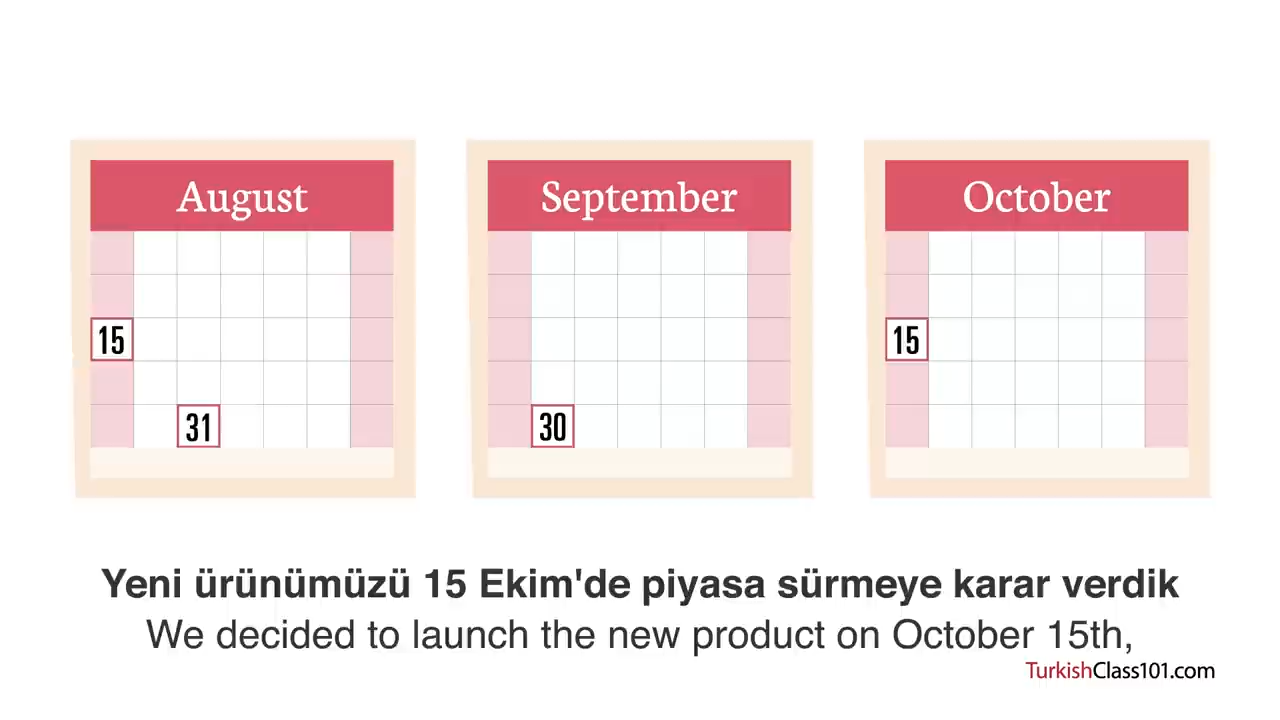 August
September
October
15
15
31
30
Yeni ürünümüzü 15 Ekim'de piyasa sürmeye karar verdik
We decided to launch the new product on October 15th,
TurkishClass101.com